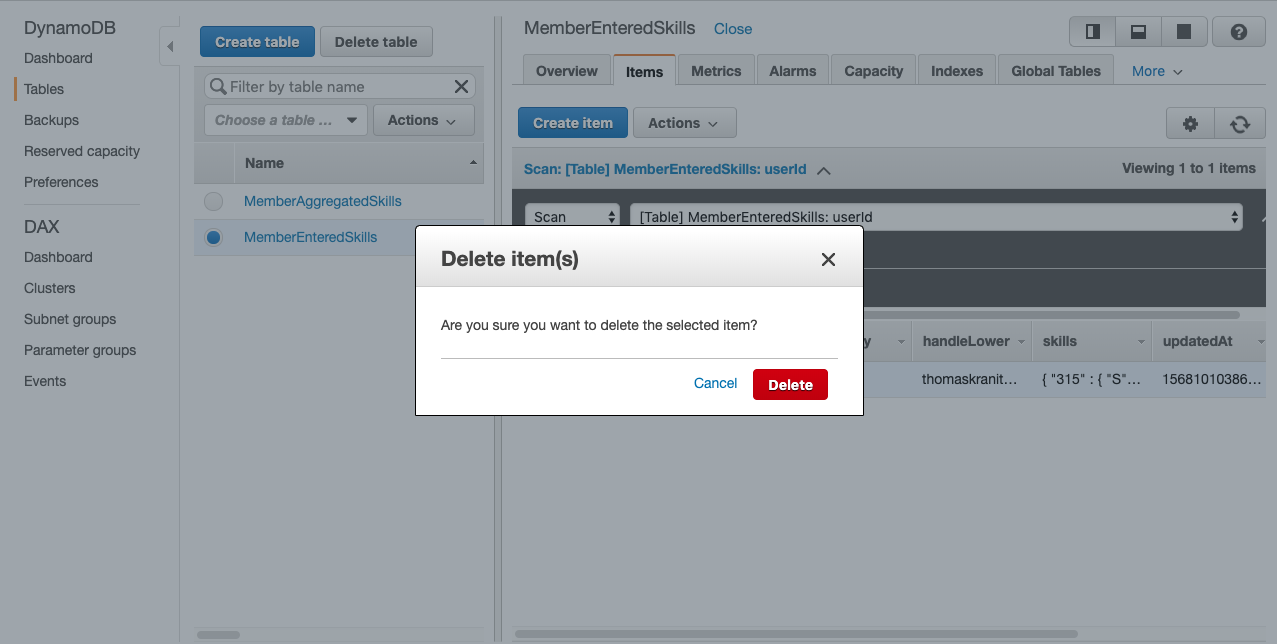 DynamoDB
Dashboard
Tables
Backups
Reserved capacity
Preferences
DAX
Dashboard
Clusters
Subnet groups
Parameter groups
Events
Create table
Delete table
Filter by table name
Choose a table ...
Actions
Name
MemberAggregatedSkills
MemberEnteredSkills
MemberEnteredSkills Close
Overview
Items
Metrics
Alarms
Capacity
Indexes
Global Tables
More
Create item
Actions
Scan: [Table] MemberEnteredSkills: userId
Viewing 1 to 1 items
Scan
[Table] MemberEnteredSkills: userId
y
handleLower
skills
updatedAt
thomaskranit...
{ "315" : { "S"...
15681010386...
Delete item(s)
Are you sure you want to delete the selected item?
Cancel
Delete